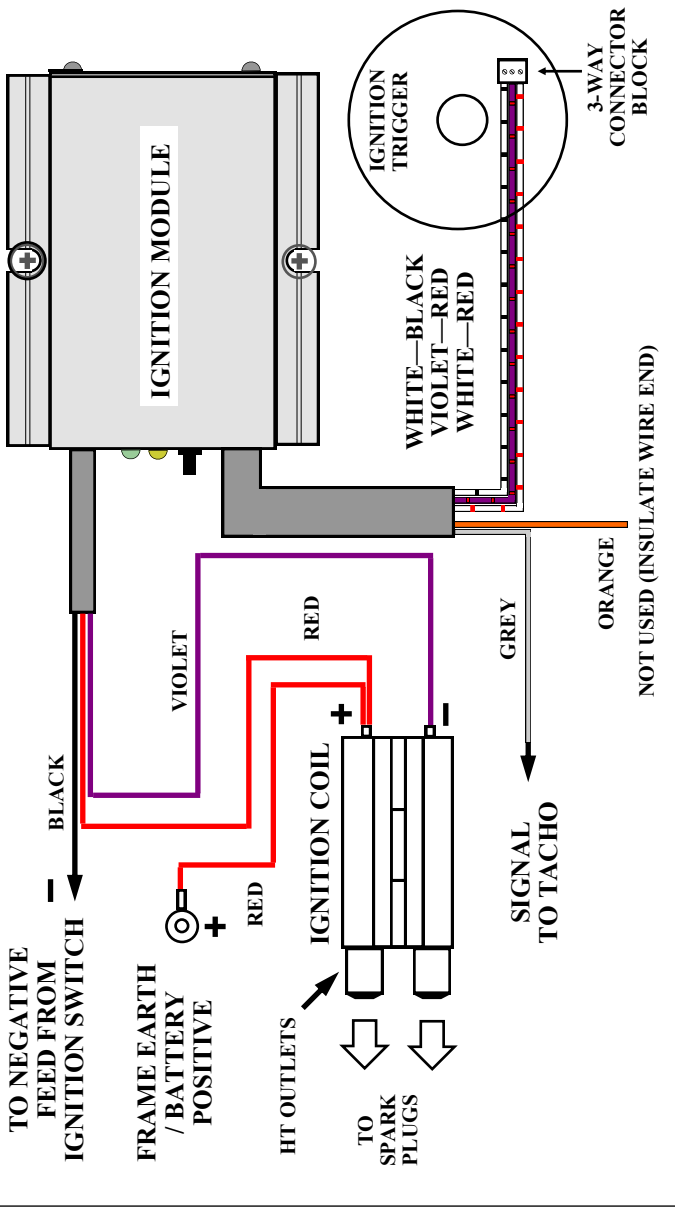 IGNITION MODULE
IGNITION
TRIGGER
3-WAY
CONNECTOR
BLOCK
WHITE—BLACK
VIOLET—RED
WHITE—RED
BLACK
VIOLET
RED
GREY
ORANGE
NOT USED (INSULATE WIRE END)
TO NEGATIVE
FEED FROM
IGNITION SWITCH
–
FRAME EARTH
/ BATTERY
POSITIVE
+
RED
IGNITION COIL
+
–
HT OUTLETS
TO
SPARK
PLUGS
SIGNAL
TO TACHO